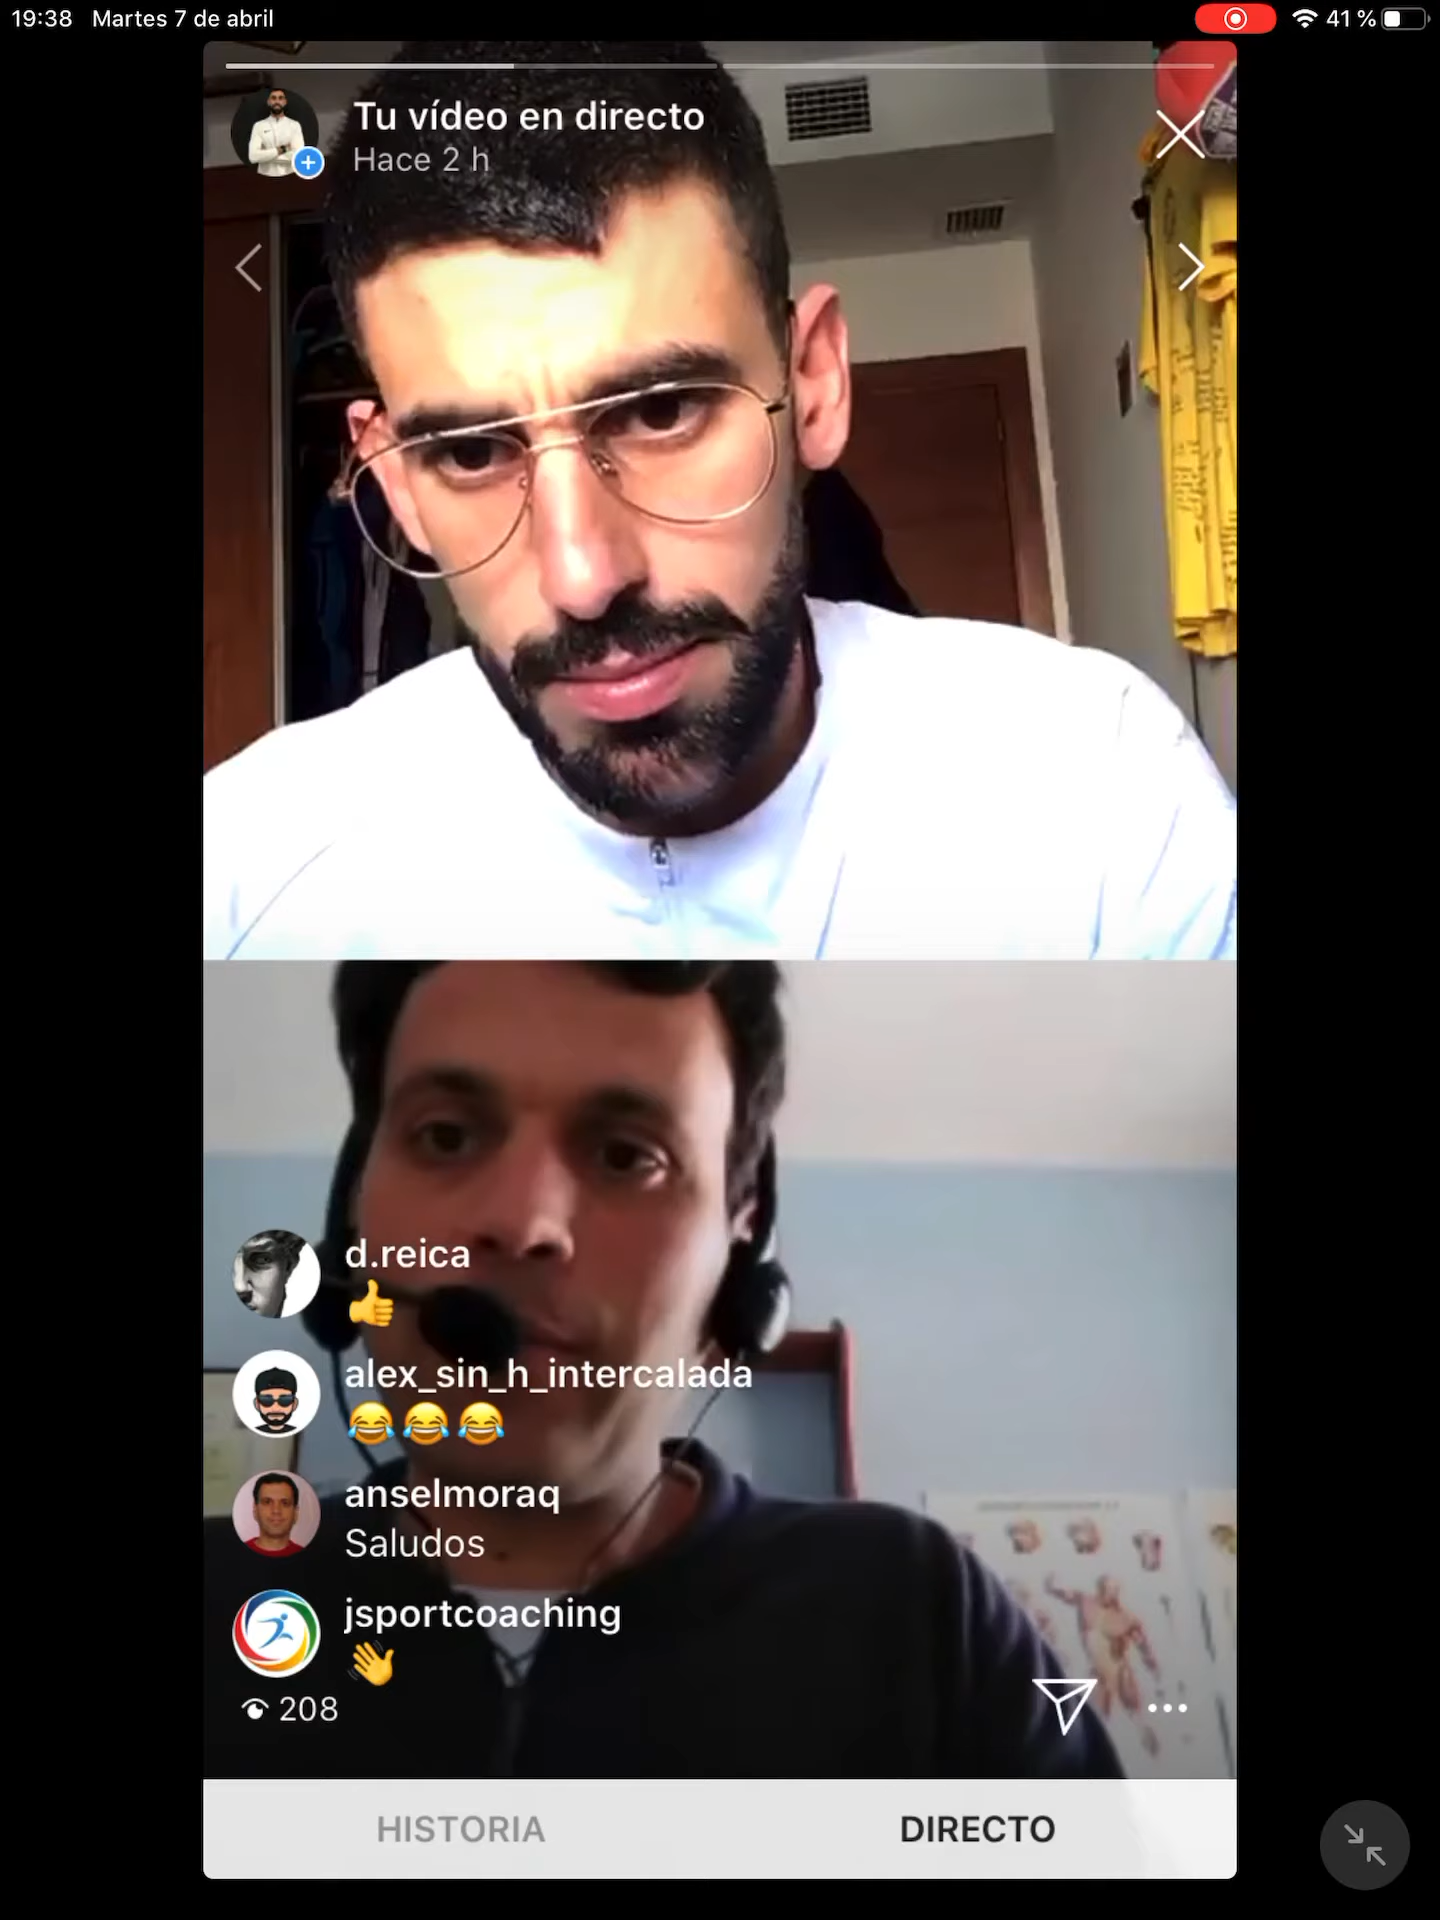 19:38 Martes 7 de abril
41 %
Tu vídeo en directo
Hace 2 h
d.reica
👍
alex_sin_h_intercalada
😂😂😂
anselmoraq
Saludos
jsportcoaching
👋
208
HISTORIA
DIRECTO